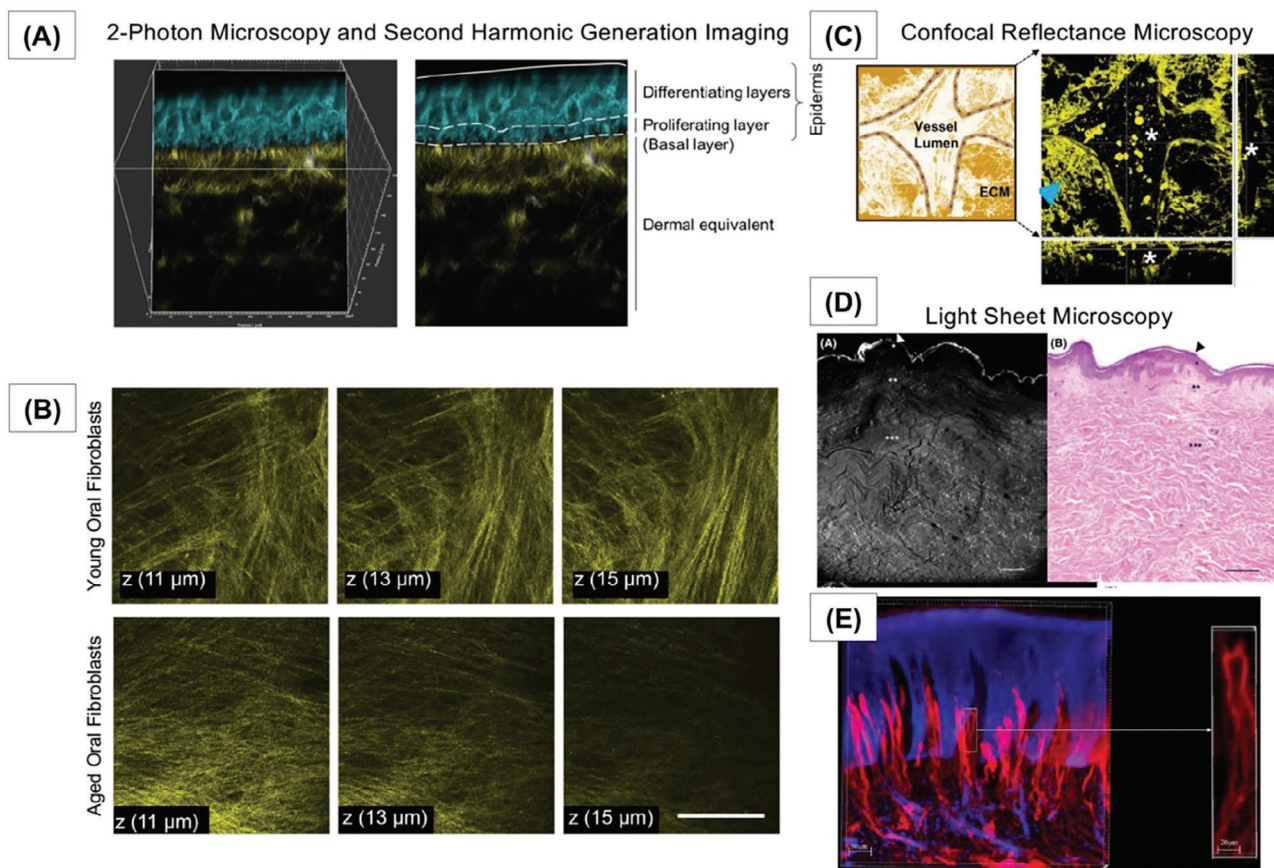 (A)
2-Photon Microscopy and Second Harmonic Generation Imaging
Differentiating layers
Proliferating layer
(Basal layer)
Epidermis
Dermal equivalent
(B)
Young Oral Fibroblasts
z (11 µm)
z (13 µm)
z (15 µm)
Aged Oral Fibroblasts
z (11 µm)
z (13 µm)
z (15 µm)
(C)
Confocal Reflectance Microscopy
Vessel
Lumen
ECM
*
*
*
(D)
Light Sheet Microscopy
(A)
*
**
***
(B)
*
**
***
(E)
50µm
20µm